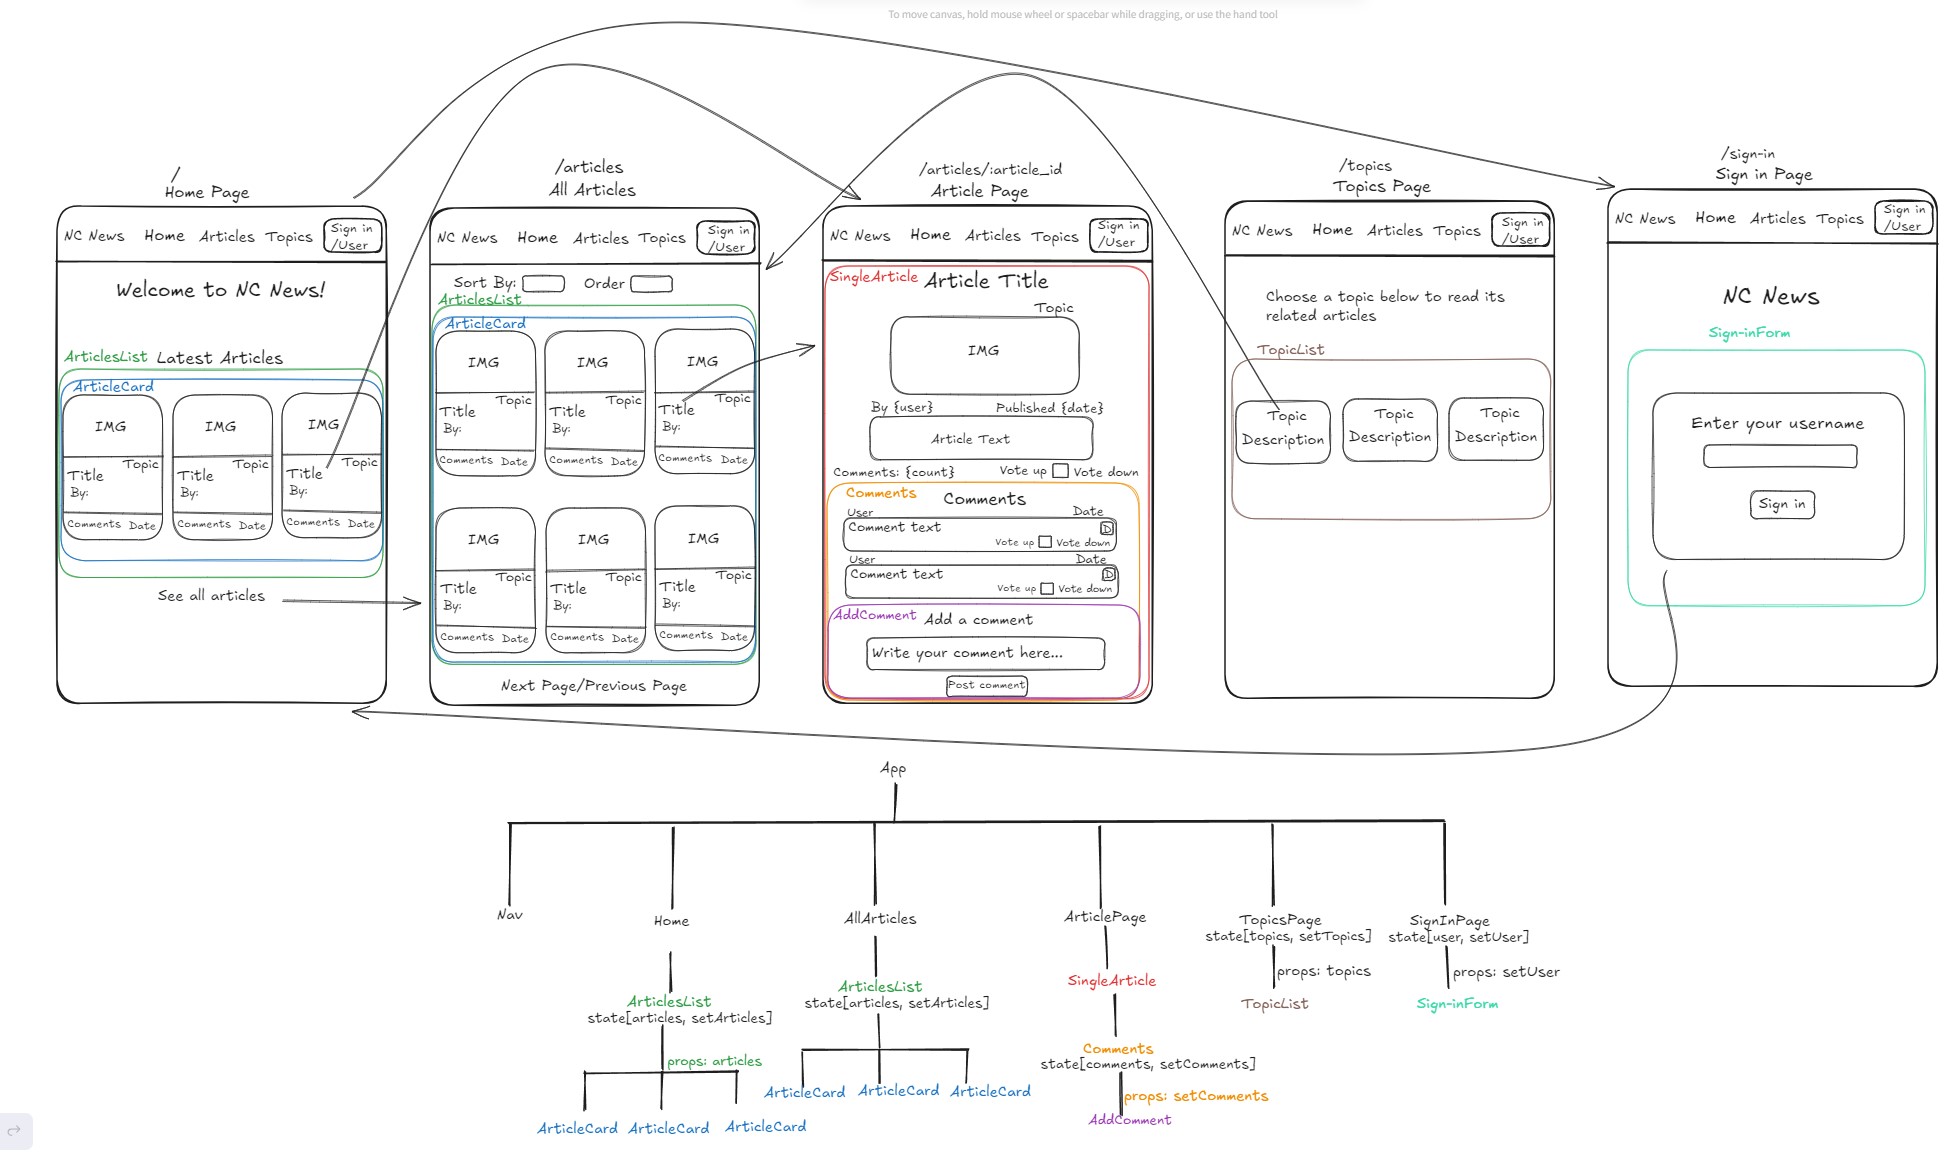 To move canvas, hold mouse wheel or spacebar while dragging, or use the hand tool
/
Home Page
NC News Home Articles Topics Sign in
/User
Welcome to NC News!
ArticlesList Latest Articles
ArticleCard
IMG IMG IMG
Topic Topic Topic
Title Title Title
By: By: By:
Comments Date Comments Date Comments Date
See all articles
/articles
All Articles
NC News Home Articles Topics Sign in
/User
Sort By: Order
ArticlesList
ArticleCard
IMG IMG IMG
Topic Topic Topic
Title Title Title
By: By: By:
Comments Date Comments Date Comments Date
IMG IMG IMG
Topic Topic Topic
Title Title Title
By: By: By:
Comments Date Comments Date Comments Date
Next Page/Previous Page
/articles/:article_id
Article Page
NC News Home Articles Topics Sign in
/User
SingleArticle Article Title
Topic
IMG
By {user} Published {date}
Article Text
Comments: {count} Vote up Vote down
Comments Comments
User Date
Comment text D
Vote up Vote down
User Date
Comment text D
Vote up Vote down
AddComment Add a comment
Write your comment here...
Post comment
/topics
Topics Page
NC News Home Articles Topics Sign in
/User
Choose a topic below to read its
related articles
TopicList
Topic Topic Topic
Description Description Description
/sign-in
Sign in Page
NC News Home Articles Topics Sign in
/User
NC News
Sign-inForm
Enter your username
Sign in
App
Nav Home AllArticles ArticlePage TopicsPage SignInPage
state[topics, setTopics] state[user, setUser]
props: topics props: setUser
SingleArticle
ArticlesList
state[articles, setArticles]
ArticlesList
state[articles, setArticles]
TopicList Sign-inForm
Comments
state[comments, setComments]
props: articles
props: setComments
ArticleCard ArticleCard ArticleCard
AddComment
ArticleCard ArticleCard ArticleCard